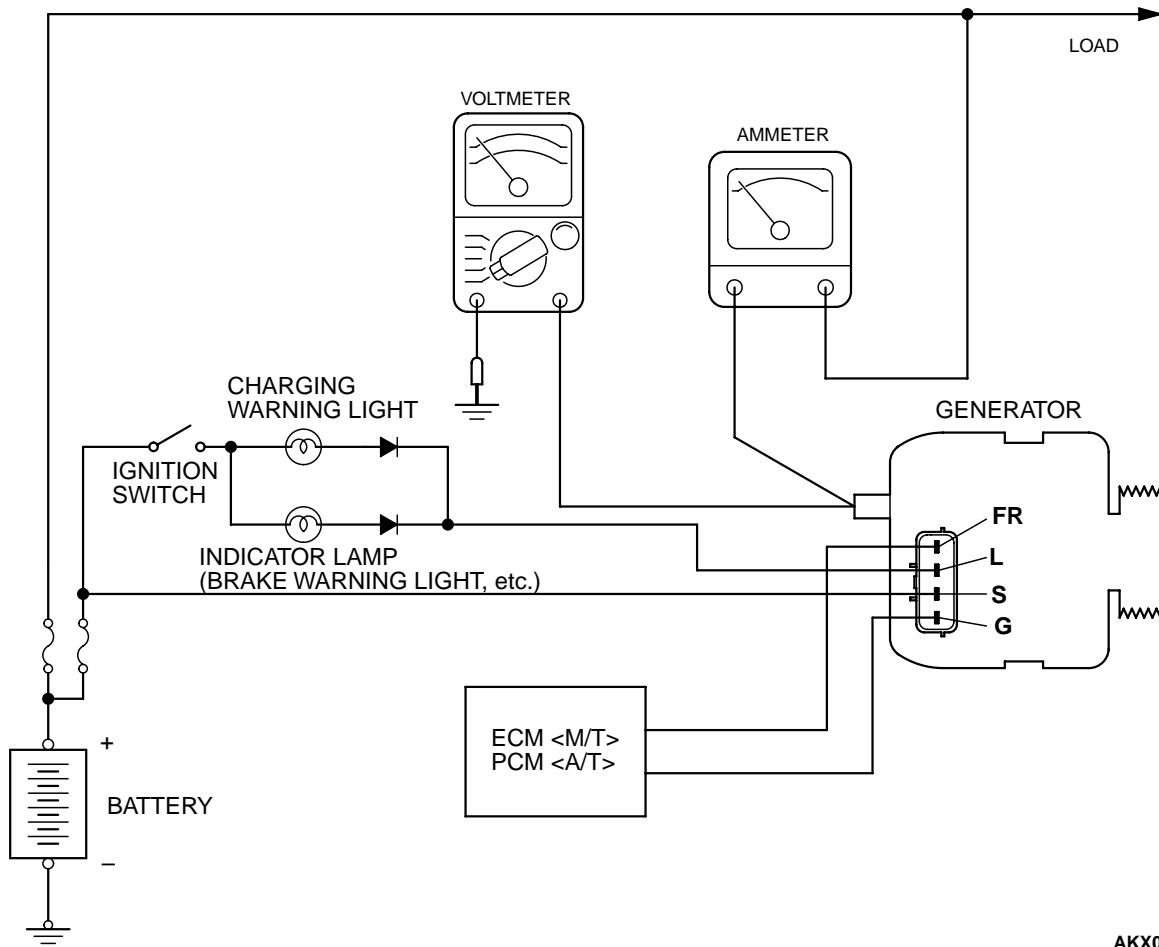 LOAD
VOLTMETER
AMMETER
CHARGING
WARNING LIGHT
GENERATOR
IGNITION
SWITCH
FR
L
INDICATOR LAMP
(BRAKE WARNING LIGHT, etc.)
S
G
ECM <M/T>
PCM <A/T>
+
BATTERY
–